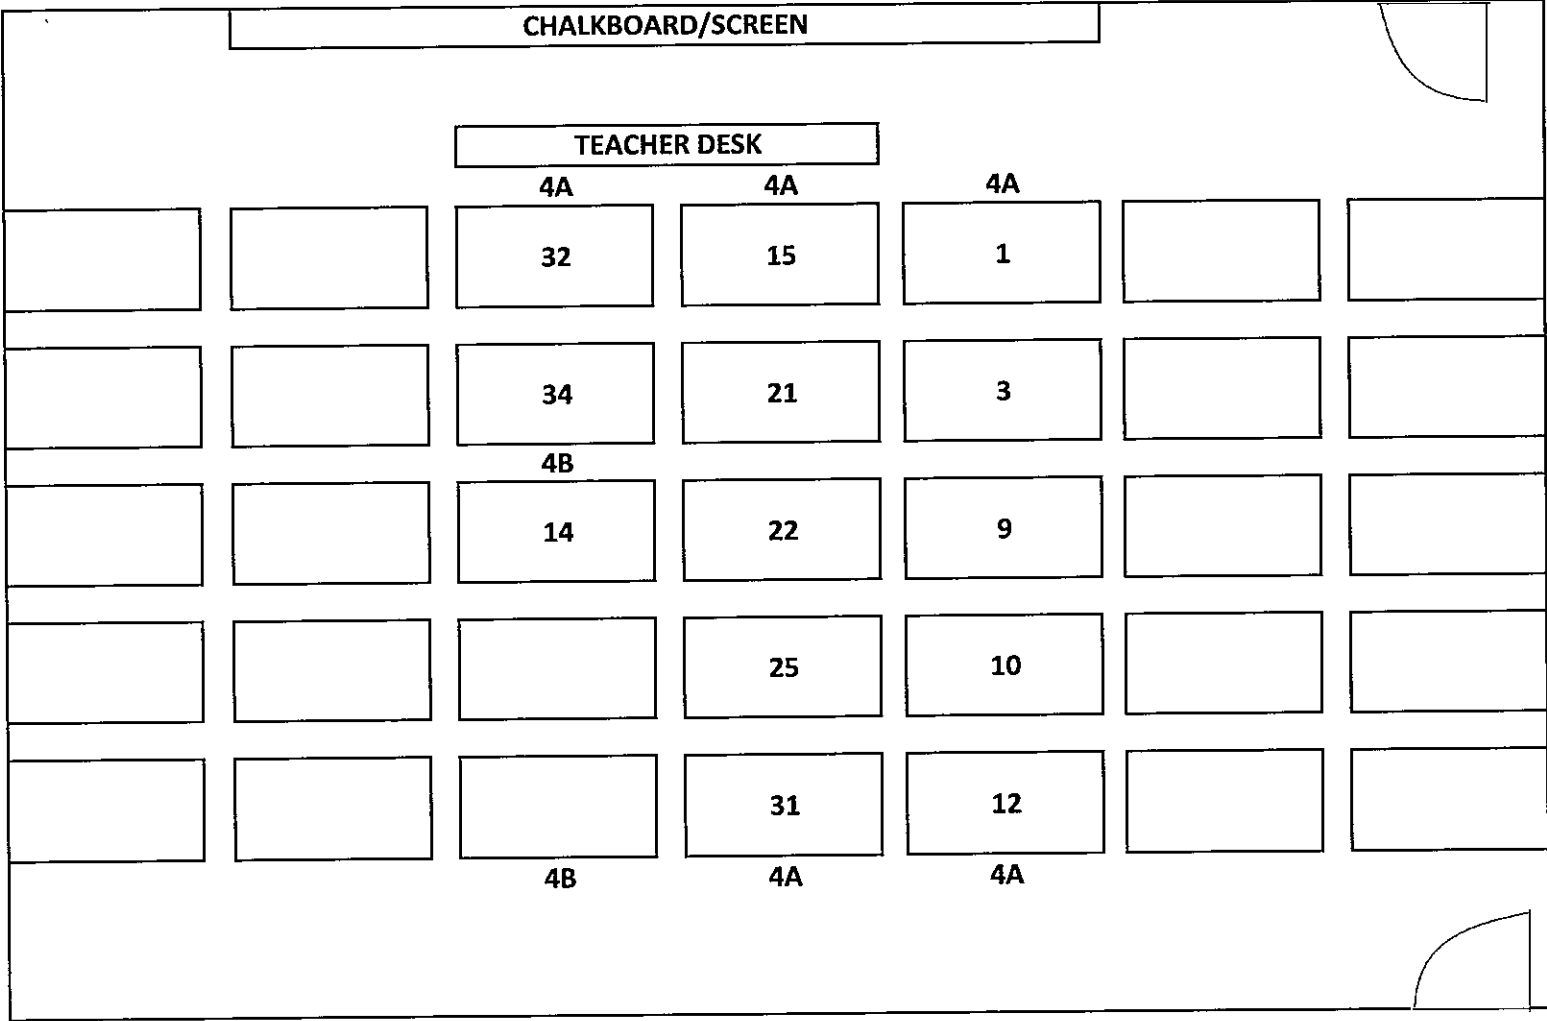 CHALKBOARD/SCREEN
TEACHER DESK
4A 4A 4A
32 15 1
34 21 3
4B
14 22 9
25 10
31 12
4B 4A 4A